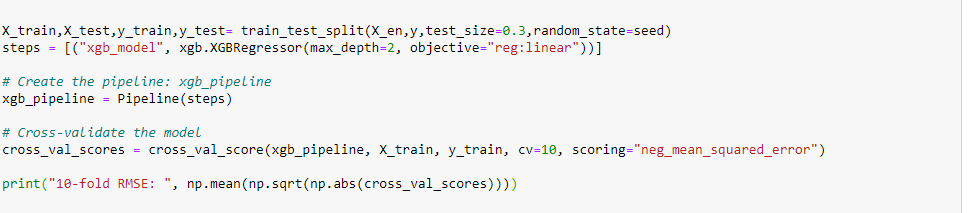 X_train,X_test,y_train,y_test= train_test_split(X_en,y,test_size=0.3,random_state=seed)
steps = [("xgb_model", xgb.XGBRegressor(max_depth=2, objective="reg:linear"))]
# Create the pipeline: xgb_pipeline
xgb_pipeline = Pipeline(steps)
# Cross-validate the model
cross_val_scores = cross_val_score(xgb_pipeline, X_train, y_train, cv=10, scoring="neg_mean_squared_error")
print("10-fold RMSE: ", np.mean(np.sqrt(np.abs(cross_val_scores))))